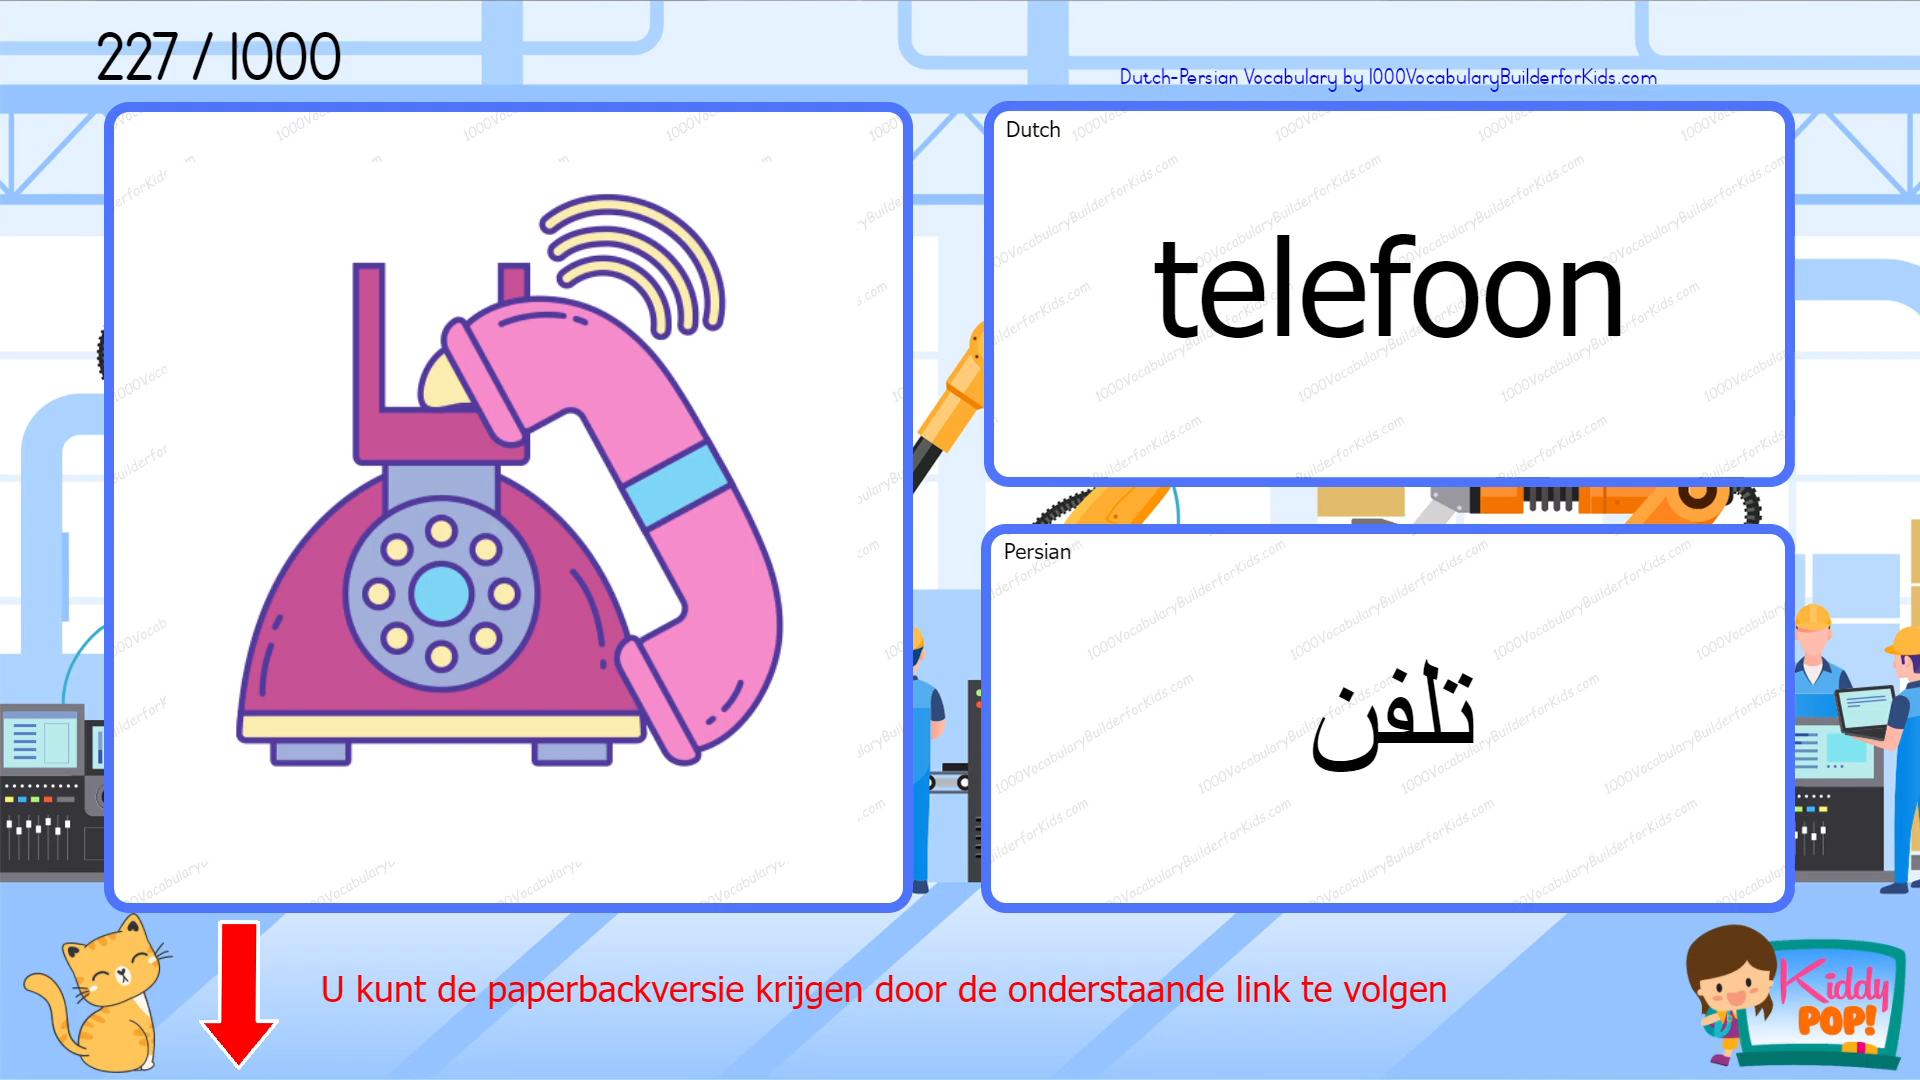 227 / 1000
Dutch-Persian Vocabulary by 1000VocabularyBuilderforKids.com
Dutch
telefoon
Persian
تلفن
U kunt de paperbackversie krijgen door de onderstaande link te volgen
Kiddy
POP!